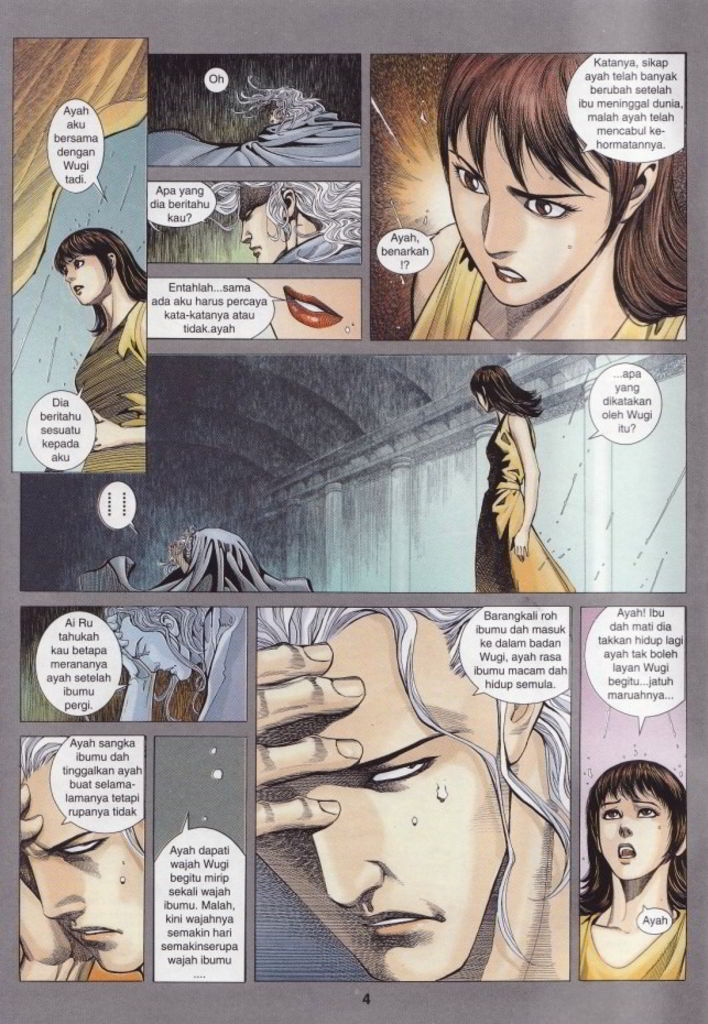 Ayah
aku
bersama
dengan
Wugi
tadi.
Dia
beritahu
sesuatu
kepada
aku
Oh
Apa yang
dia beritahu
kau?
Entahlah...sama
ada aku harus percaya
kata-katanya atau
tidak.ayah
Katanya, sikap
ayah telah banyak
berubah setelah
ibu meninggal dunia,
malah ayah telah
mencabul ke-
hormatannya.
Ayah,
benarkah
!?
...apa
yang
dikatakan
oleh Wugi
itu?
Ai Ru
tahukah
kau betapa
merananya
ayah selepas
ibumu
pergi.
Ayah sangka
ibumu dah
tinggalkan ayah
buat selama-
lamanya tetapi
rupanya tidak
Ayah dapati
wajah Wugi
begitu mirip
sekali wajah
ibumu. Malah,
kini wajahnya
semakin hari
semakinserupa
wajah ibumu
....
Barangkali roh
ibumu dah masuk
ke dalam badan
Wugi, ayah rasa
ibumu macam dah
hidup semula.
Ayah! Ibu
dah mati dia
takkan hidup lagi
ayah tak boleh
layan Wugi
begitu...jatuh
maruahnya...
Ayah
4